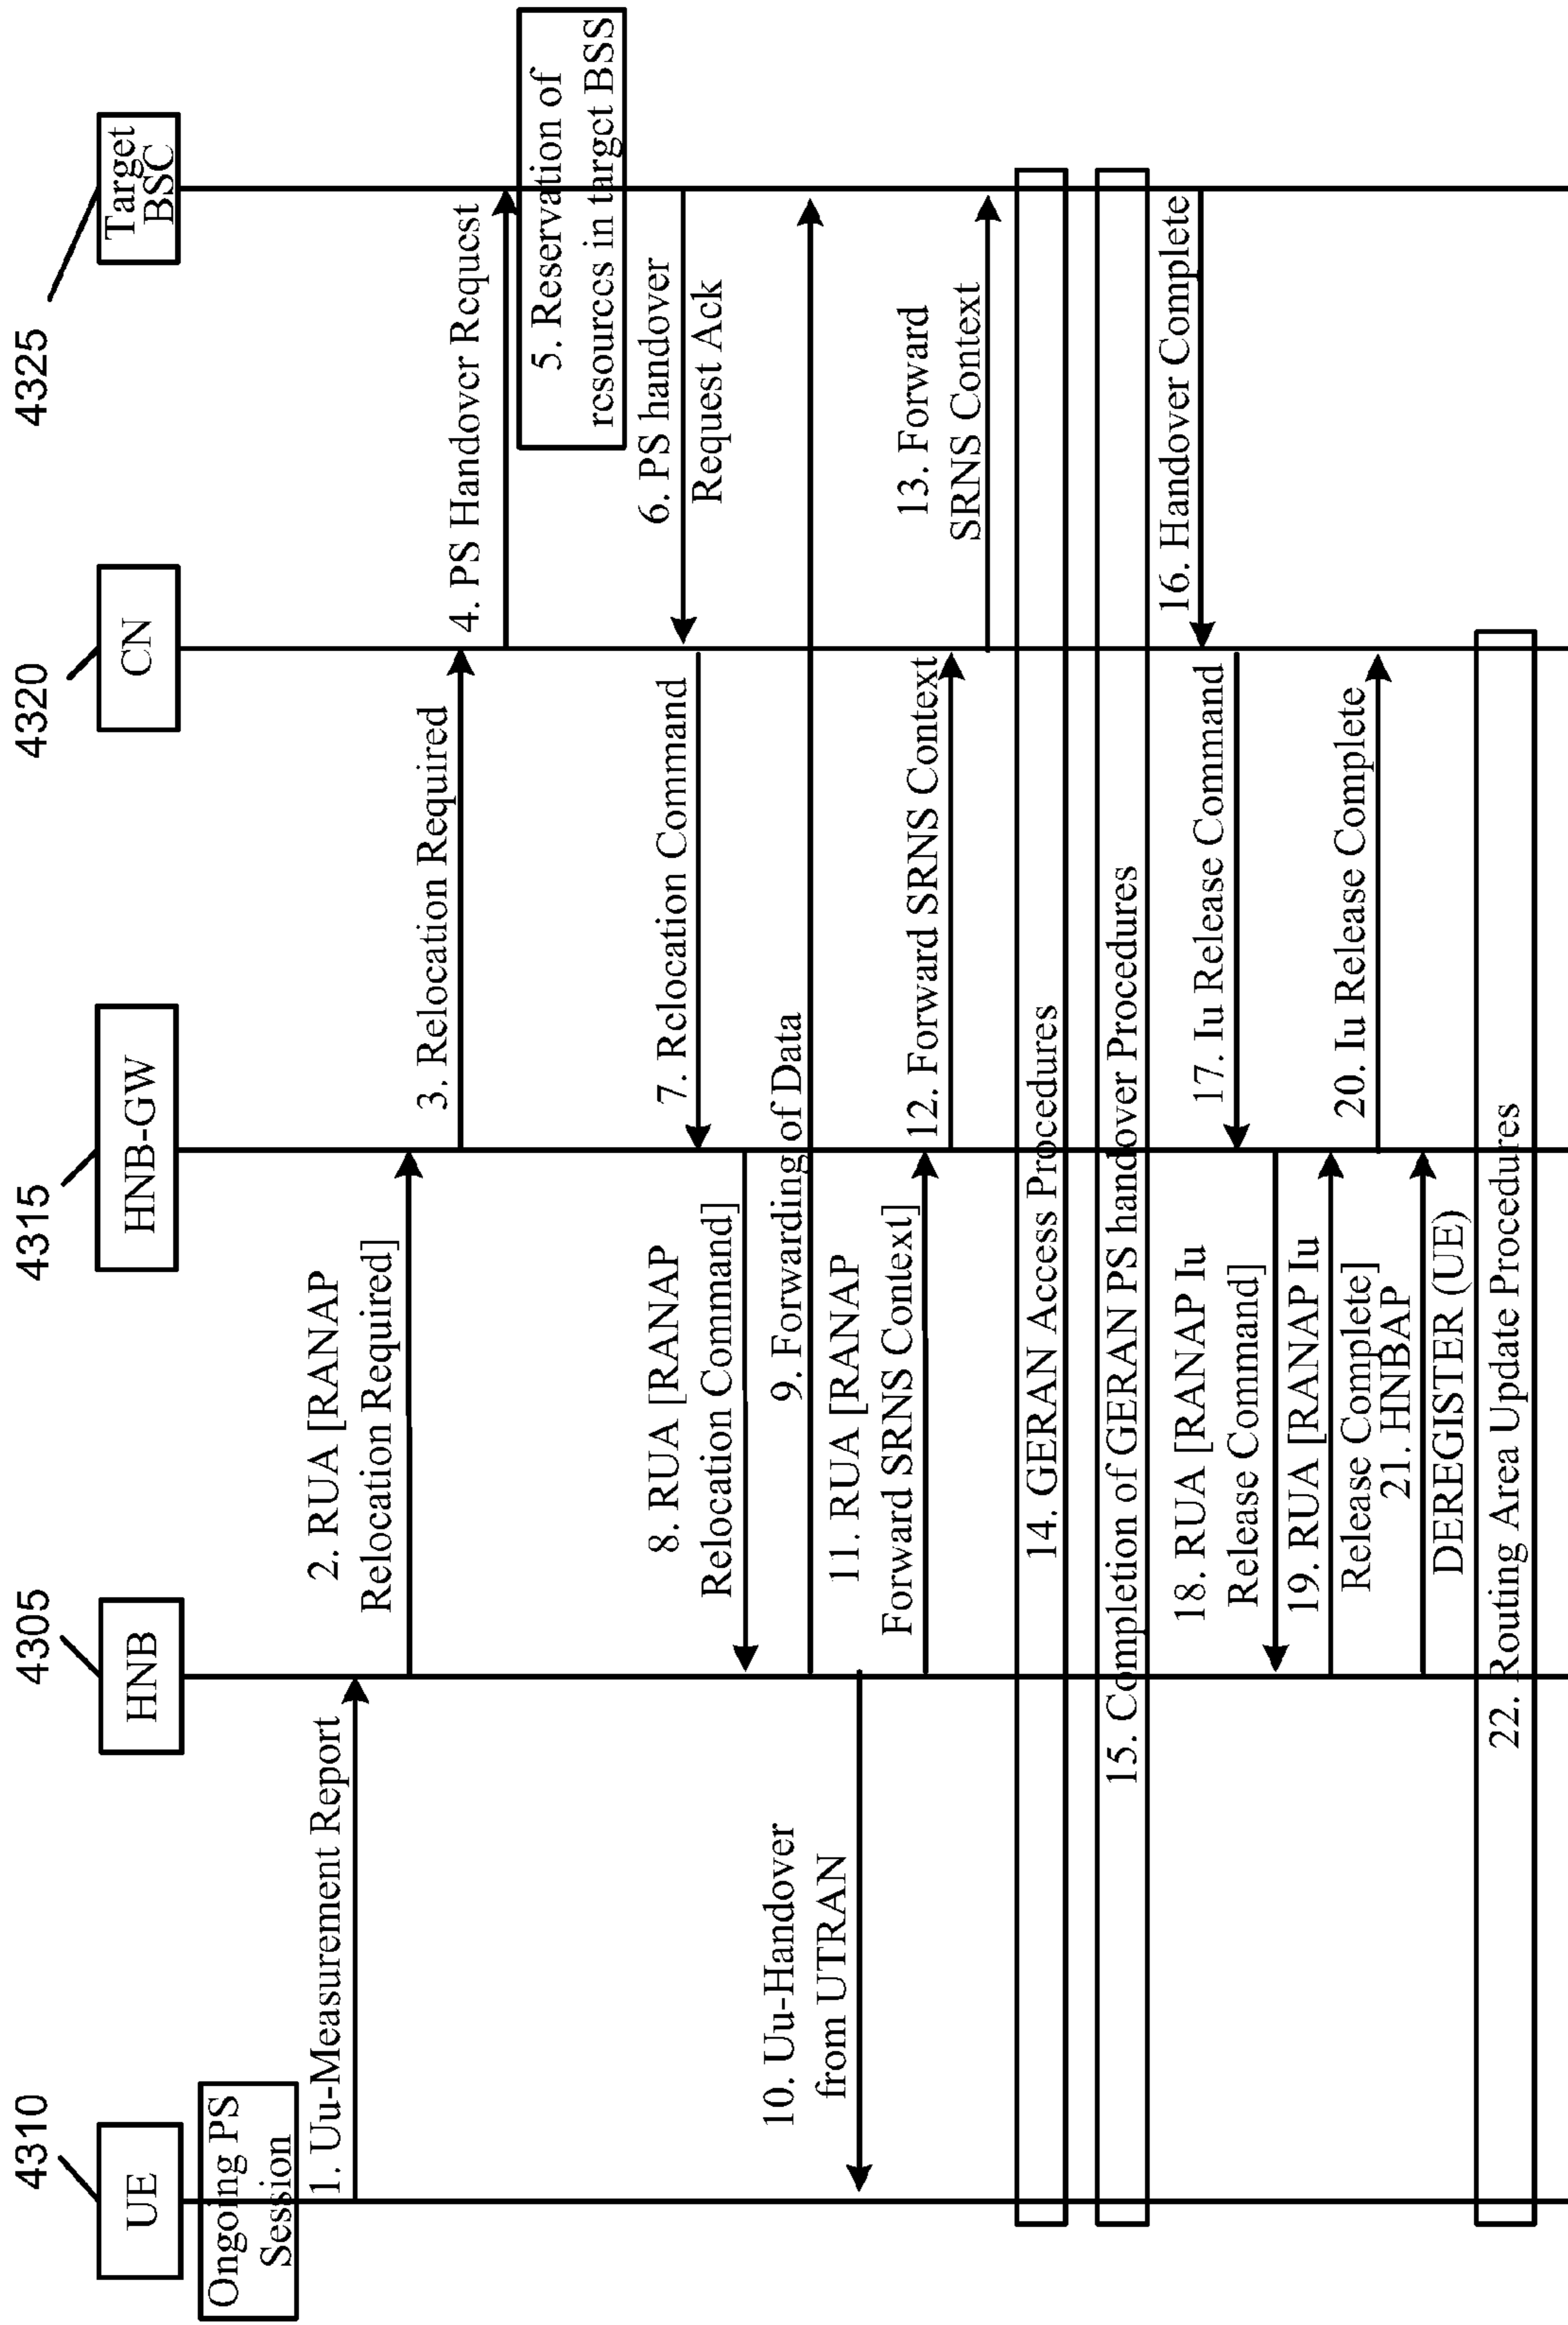 4310
4305
4315
4320
4325
UE
HNB
HNB-GW
CN
Target
BSC
Ongoing PS
Session
1. Uu-Measurement Report
2. RUA [RANAP
Relocation Required]
3. Relocation Required
4. PS Handover Request
5. Reservation of
resources in target BSS
6. PS handover
Request Ack
7. Relocation Command
8. RUA [RANAP
Relocation Command]
9. Forwarding of Data
10. Uu-Handover
from UTRAN
11. RUA [RANAP
Forward SRNS Context]
12. Forward SRNS Context
13. Forward
SRNS Context
14. GERAN Access Procedures
15. Completion of GERAN PS handover Procedures
16. Handover Complete
17. Iu Release Command
18. RUA [RANAP Iu
Release Command]
19. RUA [RANAP Iu
Release Complete]
20. Iu Release Complete
21. HNBAP
DEREGISTER (UE)
22. Routing Area Update Procedures